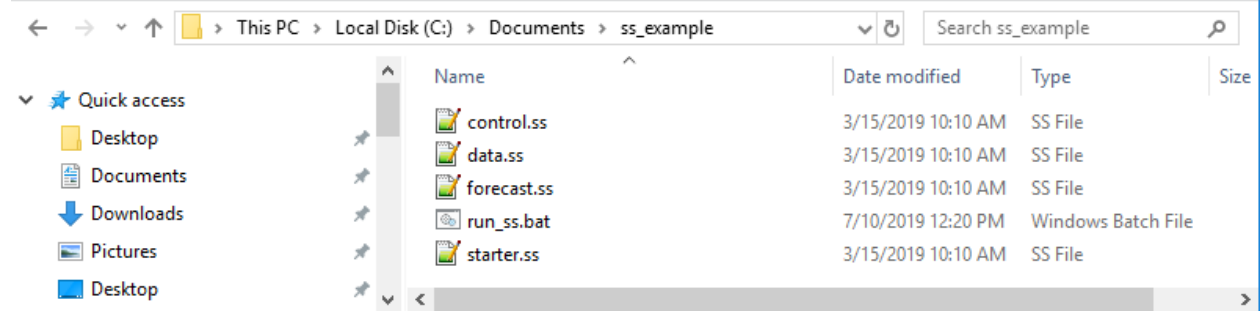 This PC > Local Disk (C:) > Documents > ss_example Search ss_example
Name Date modified Type Size
Quick access
Desktop
Documents
Downloads
Pictures
Desktop
control.ss 3/15/2019 10:10 AM SS File
data.ss 3/15/2019 10:10 AM SS File
forecast.ss 3/15/2019 10:10 AM SS File
run_ss.bat 7/10/2019 12:20 PM Windows Batch File
starter.ss 3/15/2019 10:10 AM SS File